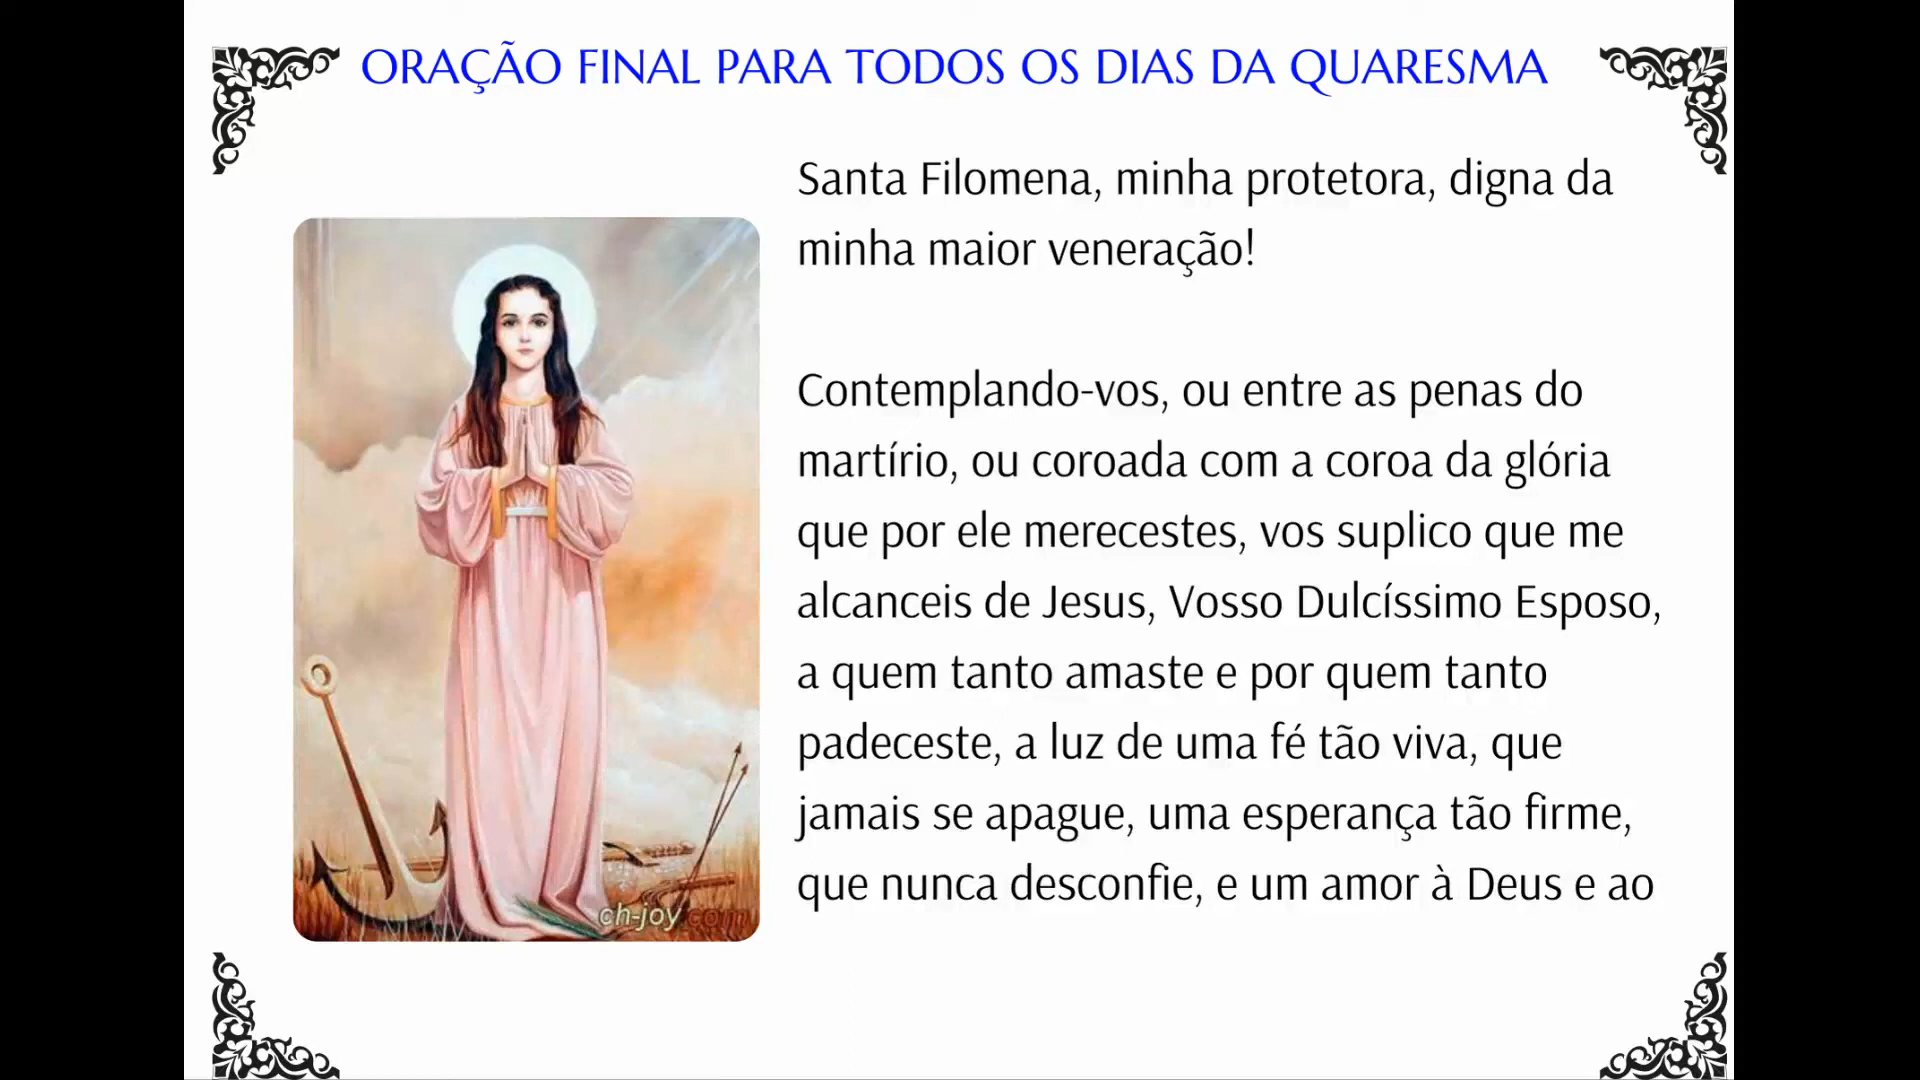 ORAÇÃO FINAL PARA TODOS OS DIAS DA QUARESMA
Santa Filomena, minha protetora, digna da
minha maior veneração!
Contemplando-vos, ou entre as penas do
martírio, ou coroada com a coroa da glória
que por ele merecestes, vos suplico que me
alcanceis de Jesus, Vosso Dulcíssimo Esposo,
a quem tanto amaste e por quem tanto
padeceste, a luz de uma fé tão viva, que
jamais se apague, uma esperança tão firme,
que nunca desconfie, e um amor à Deus e ao
ch-joy.com